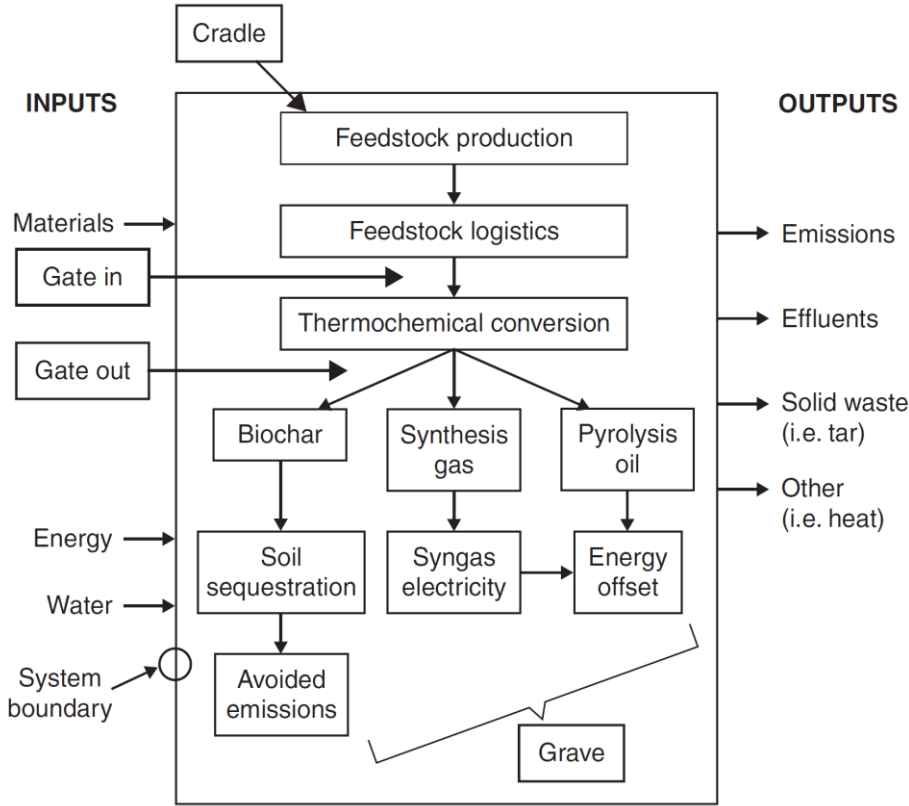 Cradle
INPUTS
OUTPUTS
Feedstock production
Materials
Feedstock logistics
Emissions
Gate in
Thermochemical conversion
Effluents
Gate out
Biochar
Synthesis
gas
Pyrolysis
oil
Solid waste
(i.e. tar)
Other
(i.e. heat)
Energy
Soil
sequestration
Syngas
electricity
Energy
offset
Water
System
boundary
Avoided
emissions
Grave